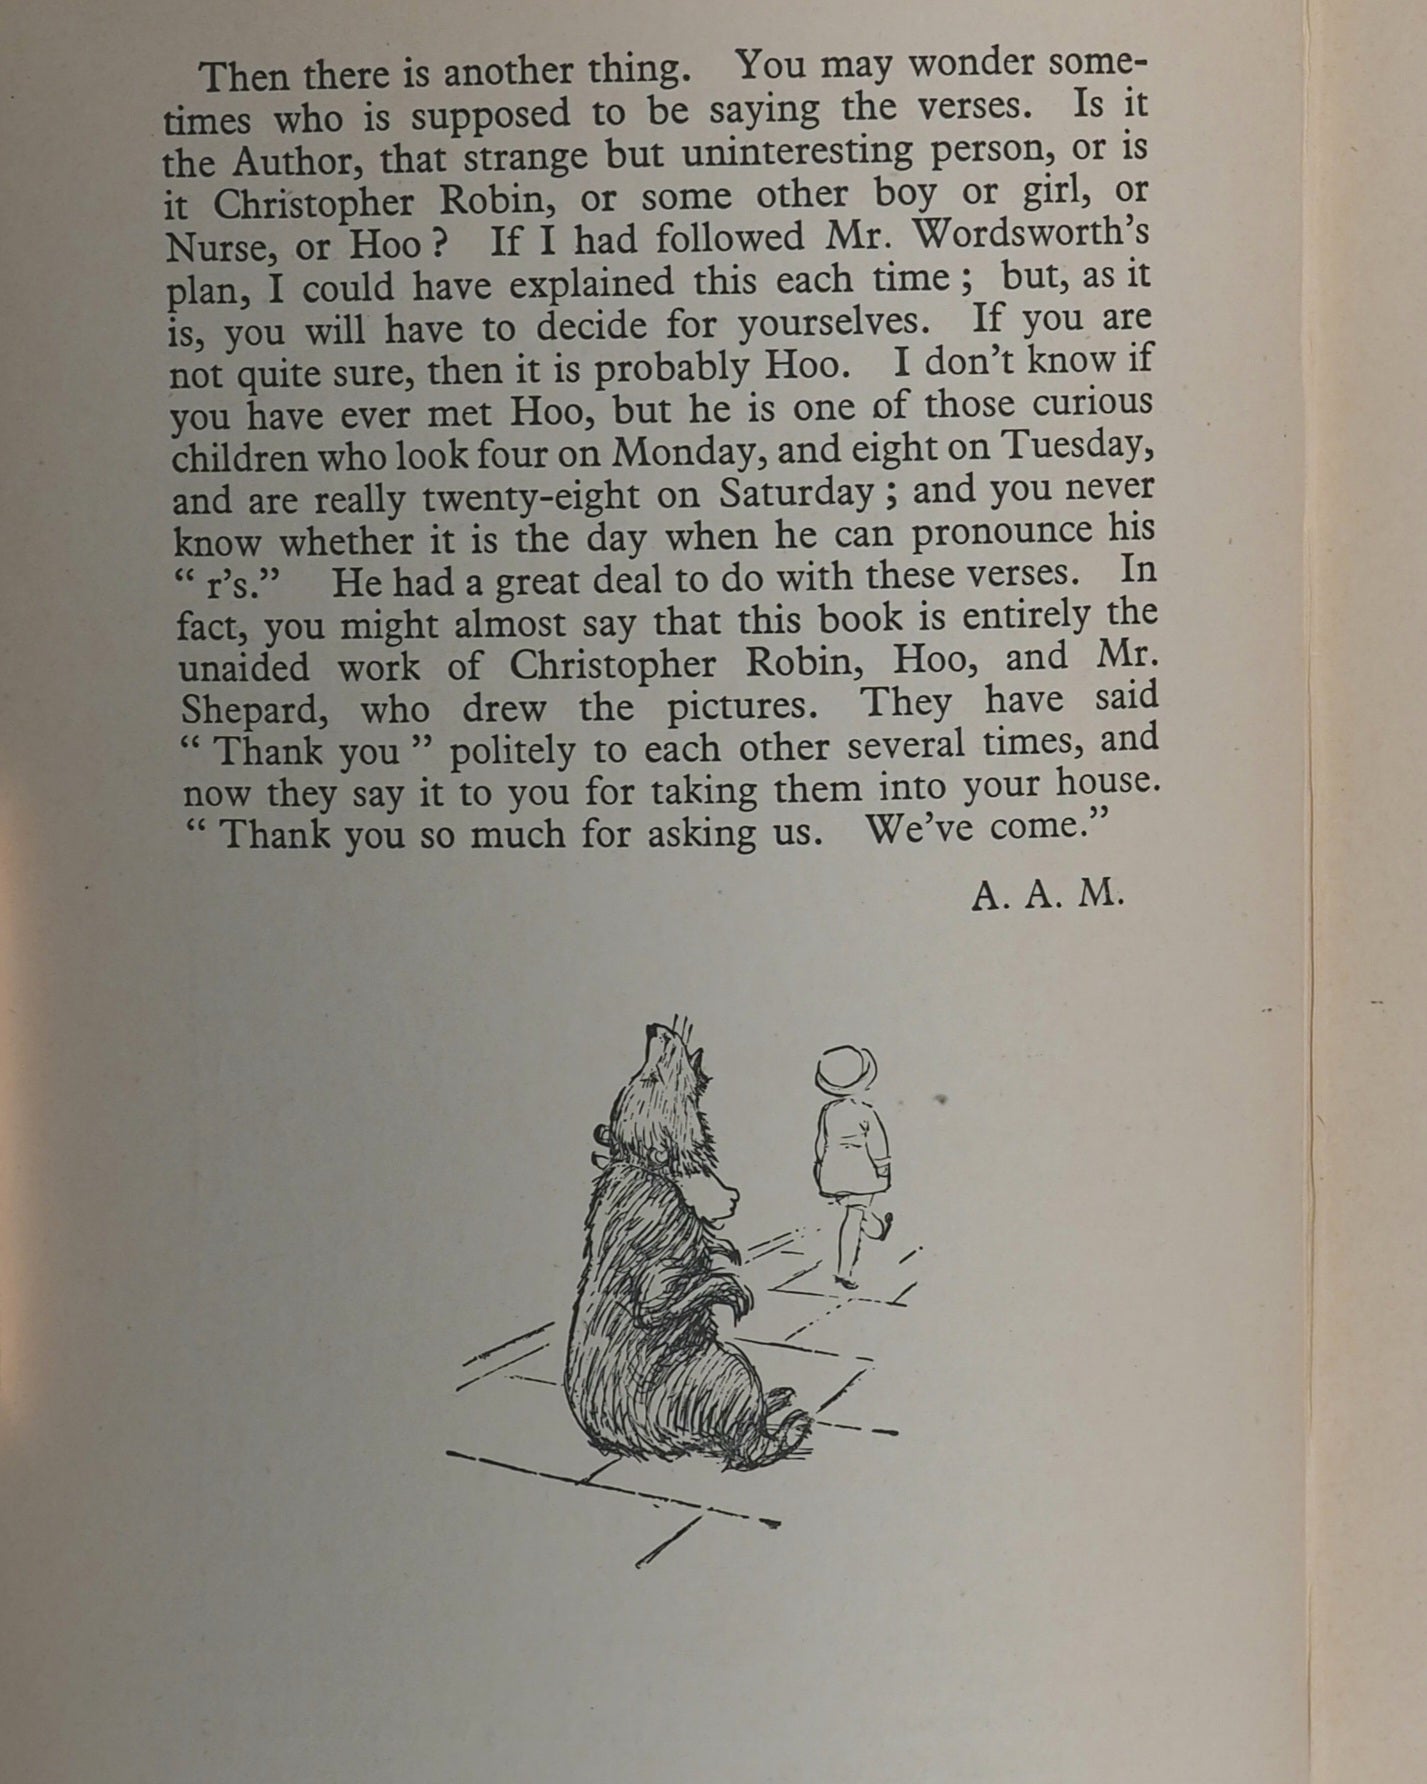 Then there is another thing. You may wonder some-
times who is supposed to be saying the verses. Is it
the Author, that strange but uninteresting person, or is
it Christopher Robin, or some other boy or girl, or
Nurse, or Hoo ? If I had followed Mr. Wordsworth's
plan, I could have explained this each time ; but, as it
is, you will have to decide for yourselves. If you are
not quite sure, then it is probably Hoo. I don't know if
you have ever met Hoo, but he is one of those curious
children who look four on Monday, and eight on Tuesday,
and are really twenty-eight on Saturday ; and you never
know whether it is the day when he can pronounce his
“ r's.” He had a great deal to do with these verses. In
fact, you might almost say that this book is entirely the
unaided work of Christopher Robin, Hoo, and Mr.
Shepard, who drew the pictures. They have said
“ Thank you ” politely to each other several times, and
now they say it to you for taking them into your house.
“ Thank you so much for asking us. We've come.”
A. A. M.